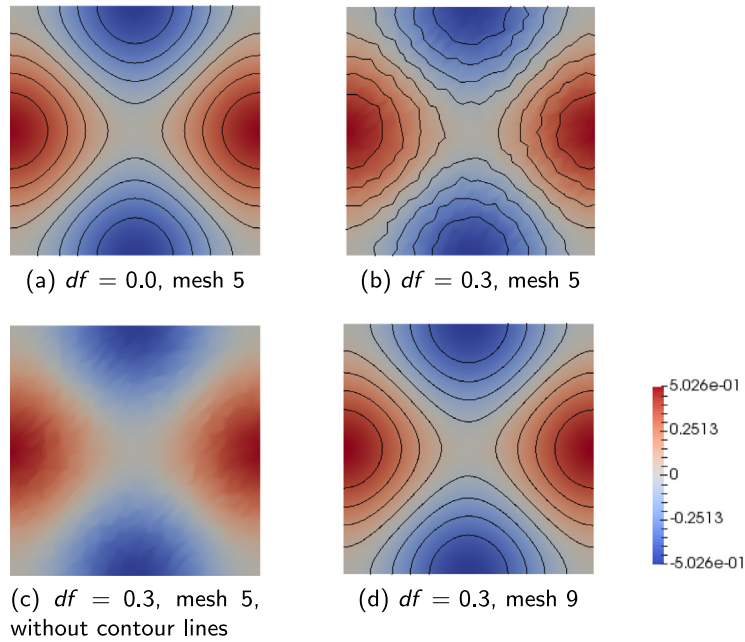 (a) df = 0.0, mesh 5
(b) df = 0.3, mesh 5
(c) df = 0.3, mesh 5,
without contour lines
(d) df = 0.3, mesh 9
5.026e-01
0.2513
0
-0.2513
-5.026e-01